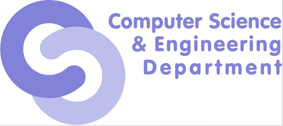 Computer Science
& Engineering
Department